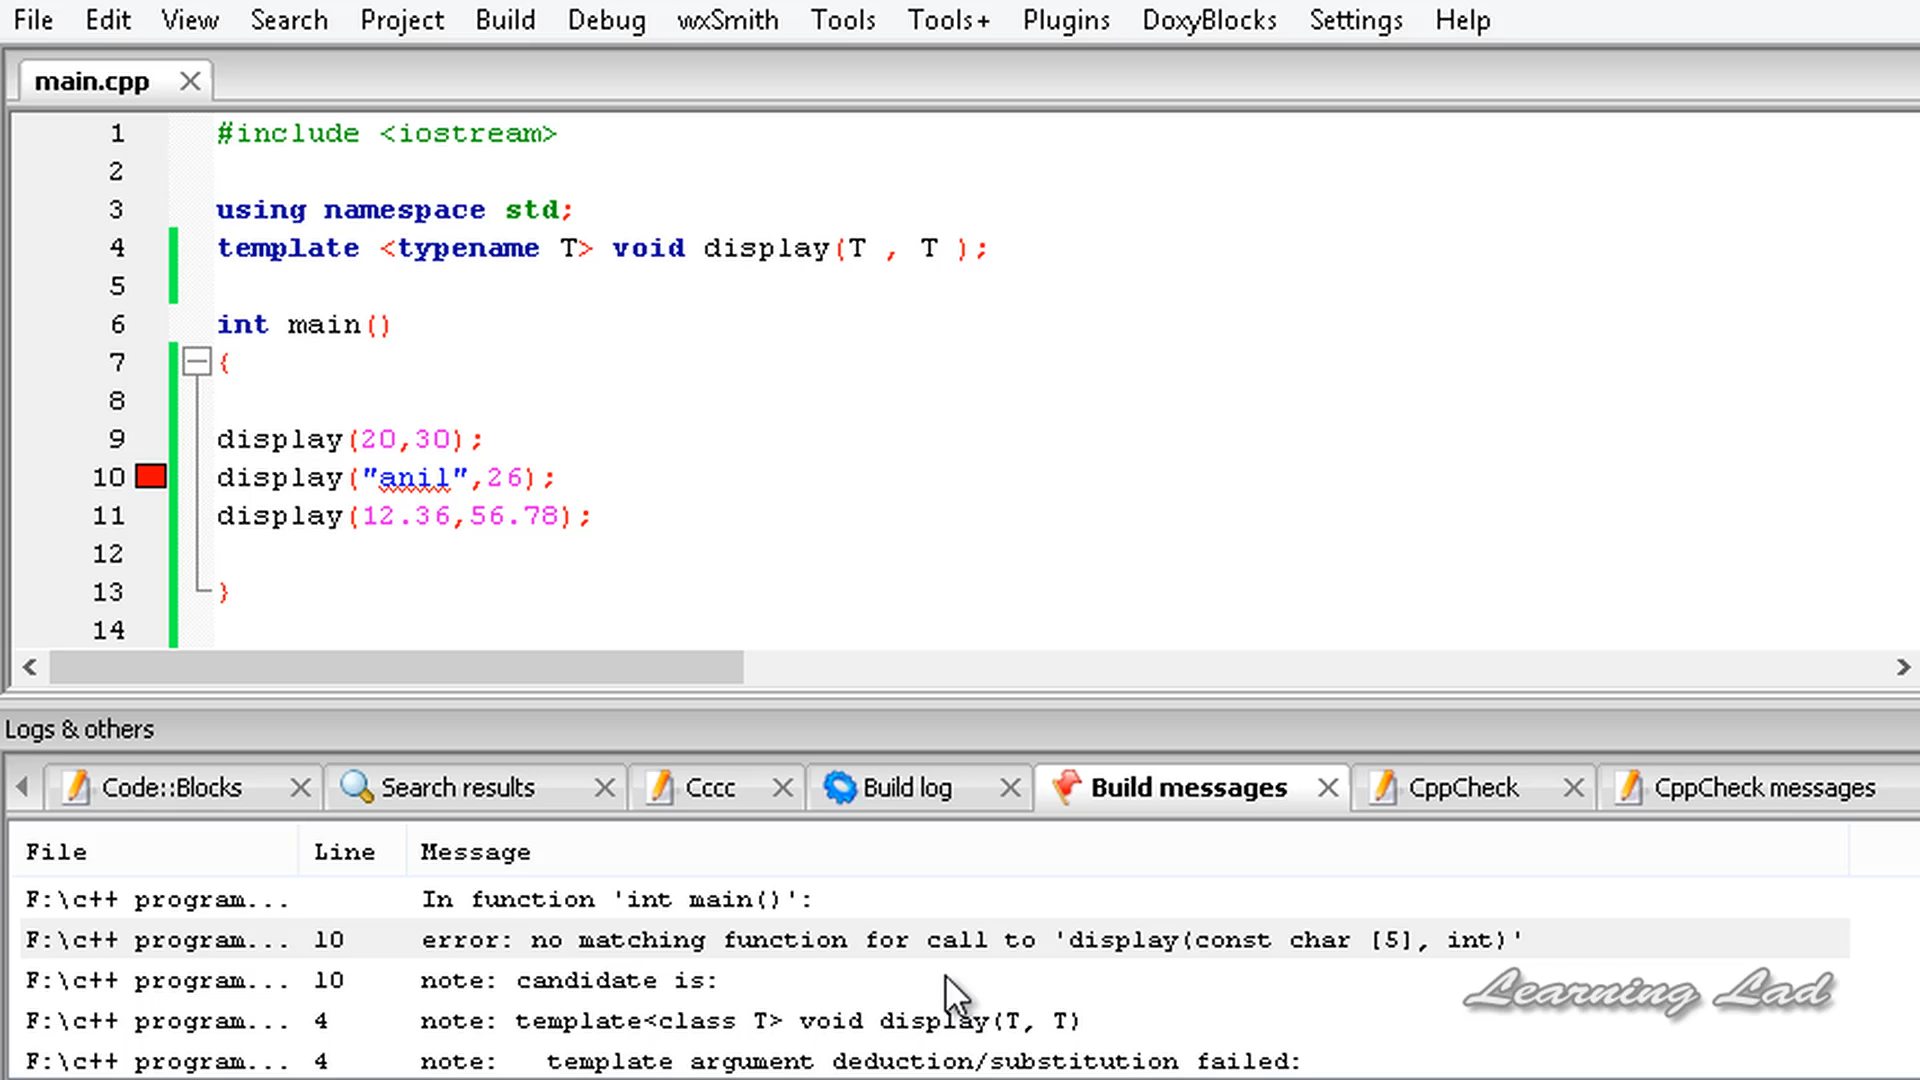 File Edit View Search Project Build Debug wxSmith Tools Tools+ Plugins DoxyBlocks Settings Help
main.cpp
1 #include <iostream>
2
3 using namespace std;
4 template <typename T> void display(T , T );
5
6 int main()
7 {
8
9 display(20,30);
10 display("anil",26);
11 display(12.36,56.78);
12
13 }
14
Logs & others
Code::Blocks Search results Cccc Build log Build messages CppCheck CppCheck messages
File Line Message
F:\c++ program... In function 'int main()':
F:\c++ program... 10 error: no matching function for call to 'display(const char [5], int)'
F:\c++ program... 10 note: candidate is:
F:\c++ program... 4 note: template<class T> void display(T, T)
F:\c++ program... 4 note:   template argument deduction/substitution failed:
Learning Lad